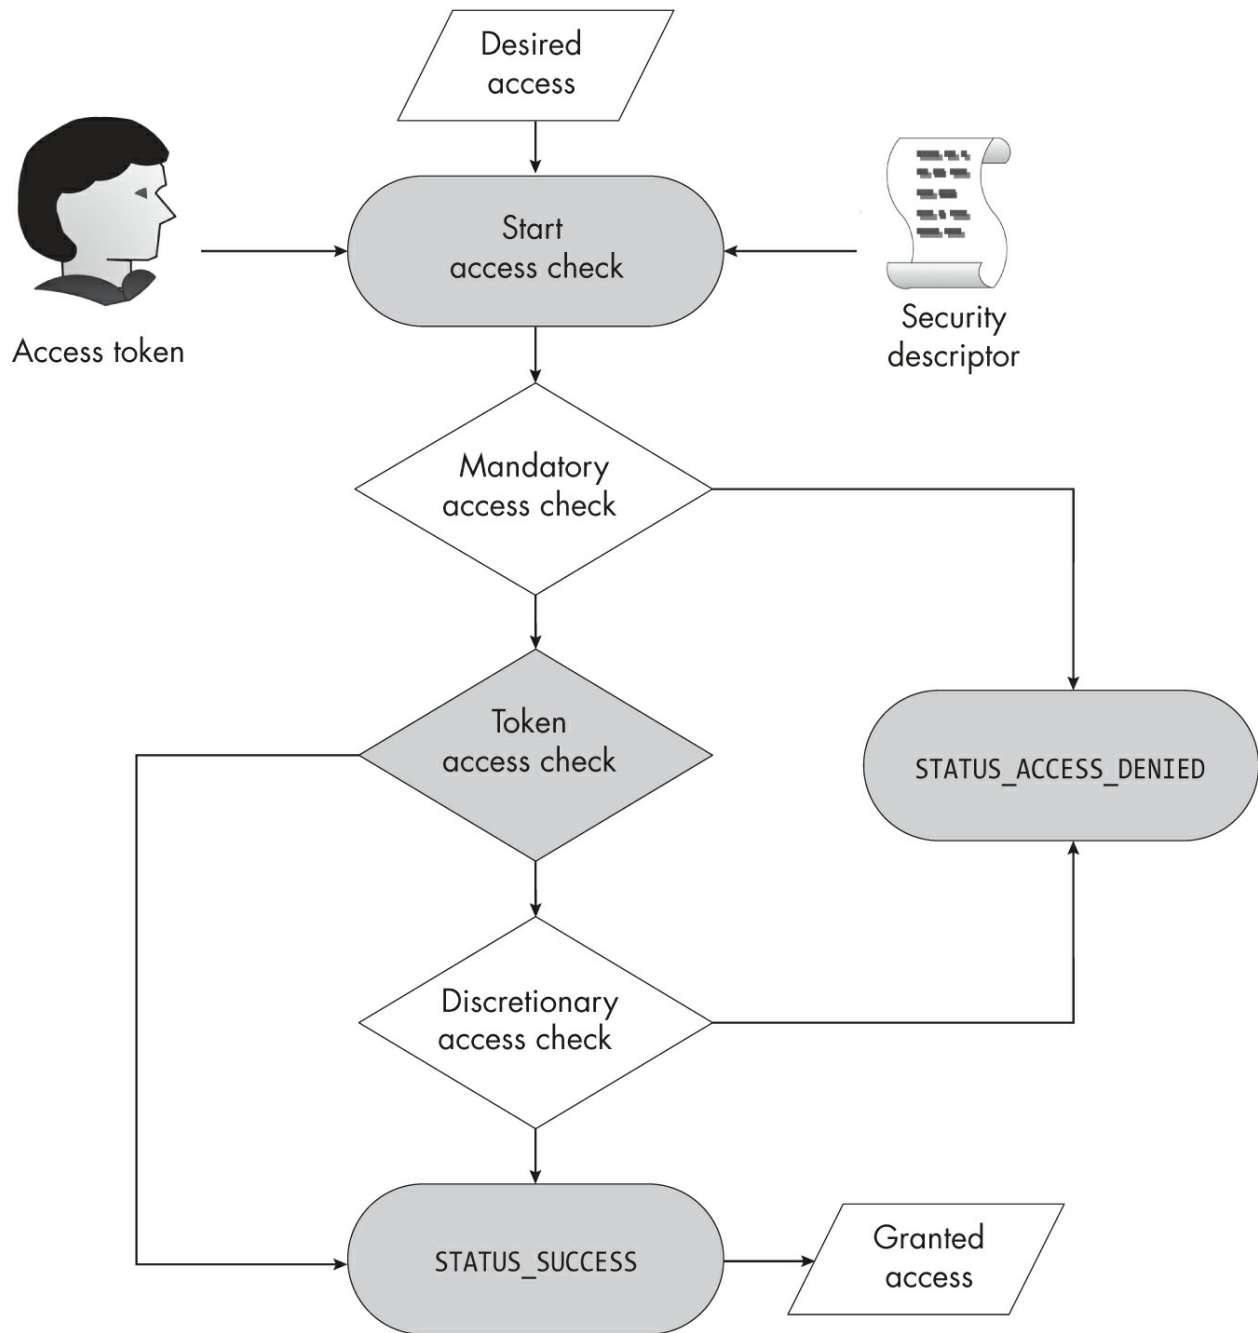 Desired
access
Start
access check
Access token
Security
descriptor
Mandatory
access check
Token
access check
STATUS_ACCESS_DENIED
Discretionary
access check
STATUS_SUCCESS
Granted
access